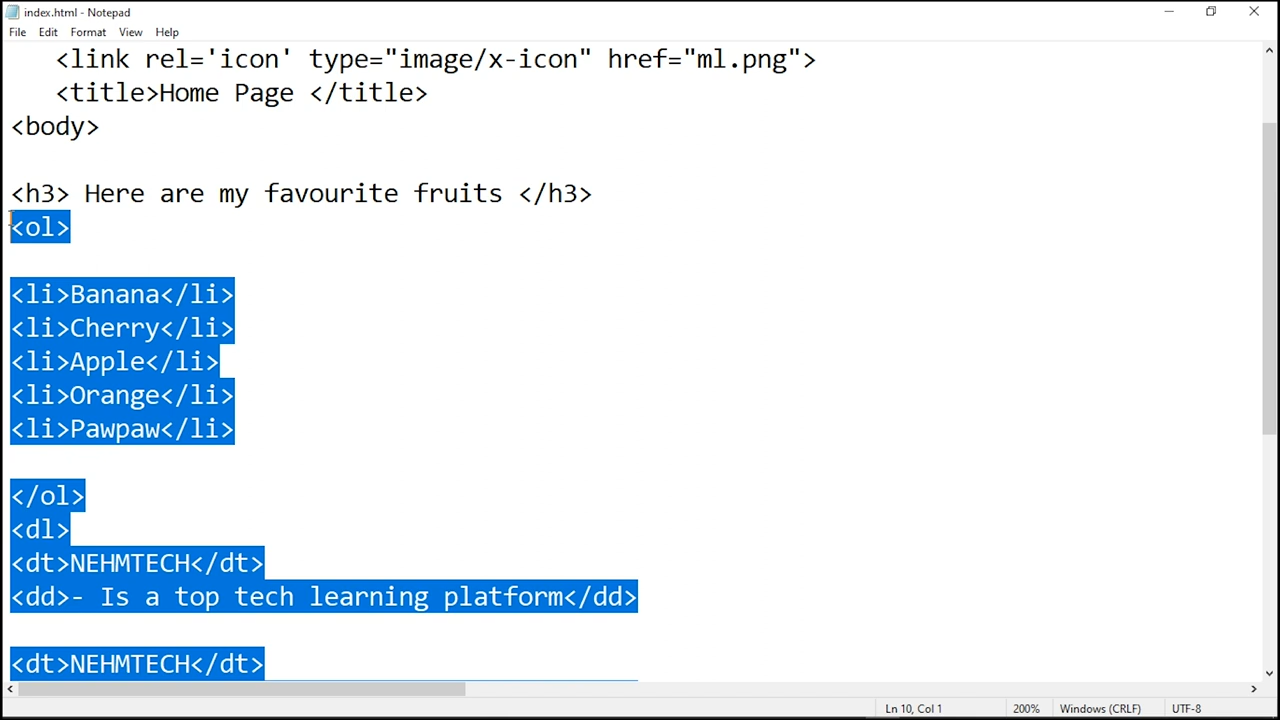 index.html - Notepad
File Edit Format View Help
<link rel='icon' type="image/x-icon" href="ml.png">
<title>Home Page </title>
<body>
<h3> Here are my favourite fruits </h3>
<ol>
<li>Banana</li>
<li>Cherry</li>
<li>Apple</li>
<li>Orange</li>
<li>Pawpaw</li>
</ol>
<dl>
<dt>NEHMTECH</dt>
<dd>- Is a top tech learning platform</dd>
<dt>NEHMTECH</dt>
Ln 10, Col 1 200% Windows (CRLF) UTF-8